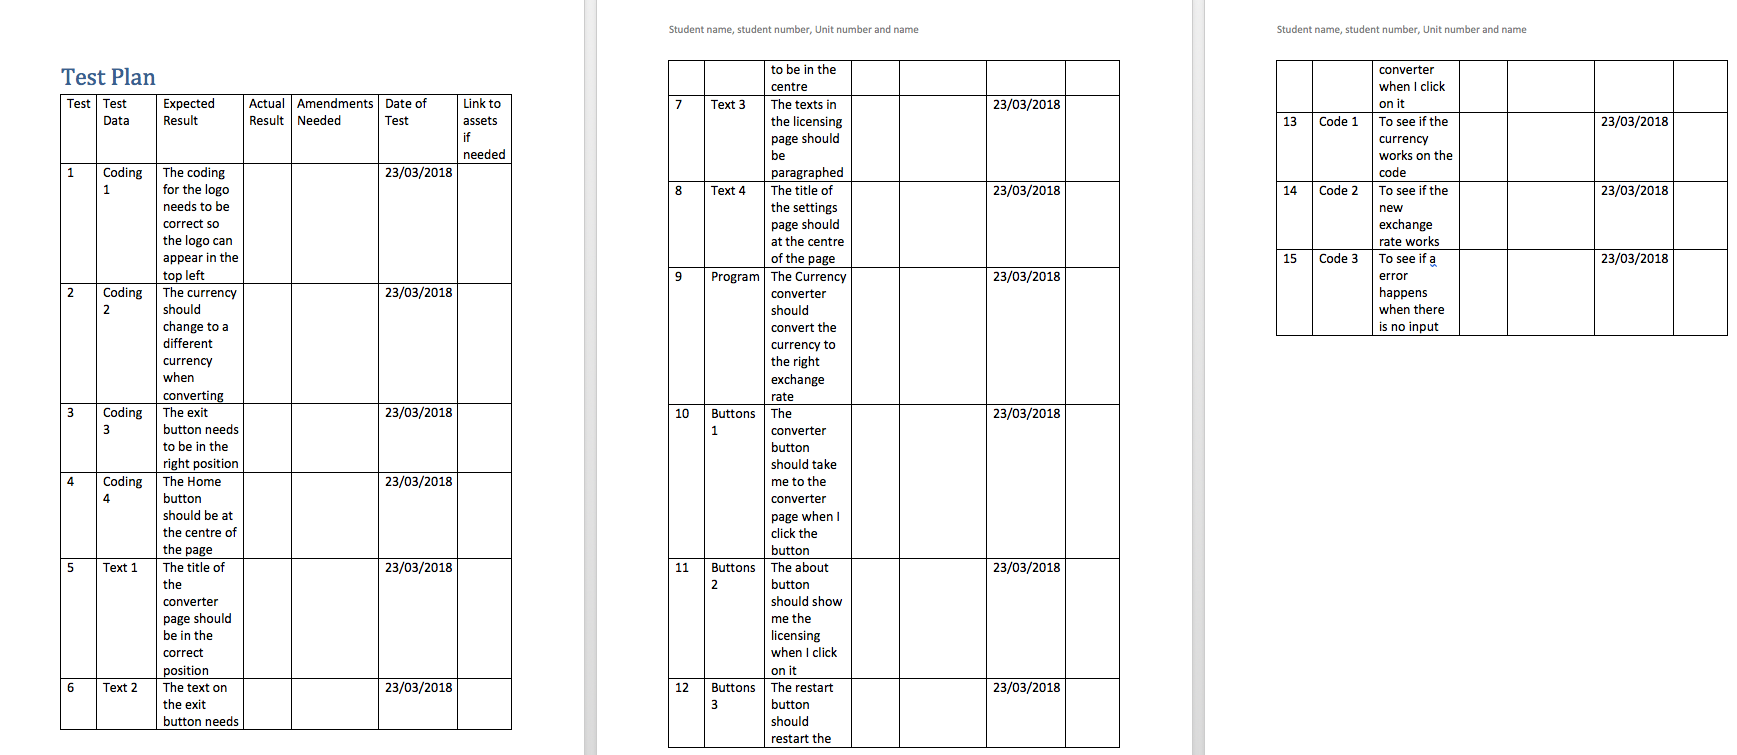 Test Plan
Test Test Data Expected Result Actual Result Amendments Needed Date of Test Link to assets if needed
1 Coding 1 The coding for the logo needs to be correct so the logo can appear in the top left 23/03/2018
2 Coding 2 The currency should change to a different currency when converting 23/03/2018
3 Coding 3 The exit button needs to be in the right position 23/03/2018
4 Coding 4 The Home button should be at the centre of the page 23/03/2018
5 Text 1 The title of the converter page should be in the correct position 23/03/2018
6 Text 2 The text on the exit button needs 23/03/2018
Student name, student number, Unit number and name
to be in the centre
7 Text 3 The texts in the licensing page should be paragraphed 23/03/2018
8 Text 4 The title of the settings page should at the centre of the page 23/03/2018
9 Program The Currency converter should convert the currency to the right exchange rate 23/03/2018
10 Buttons 1 The converter button should take me to the converter page when I click the button 23/03/2018
11 Buttons 2 The about button should show me the licensing when I click on it 23/03/2018
12 Buttons 3 The restart button should restart the 23/03/2018
Student name, student number, Unit number and name
converter when I click on it
13 Code 1 To see if the currency works on the code 23/03/2018
14 Code 2 To see if the new exchange rate works 23/03/2018
15 Code 3 To see if a error happens when there is no input 23/03/2018